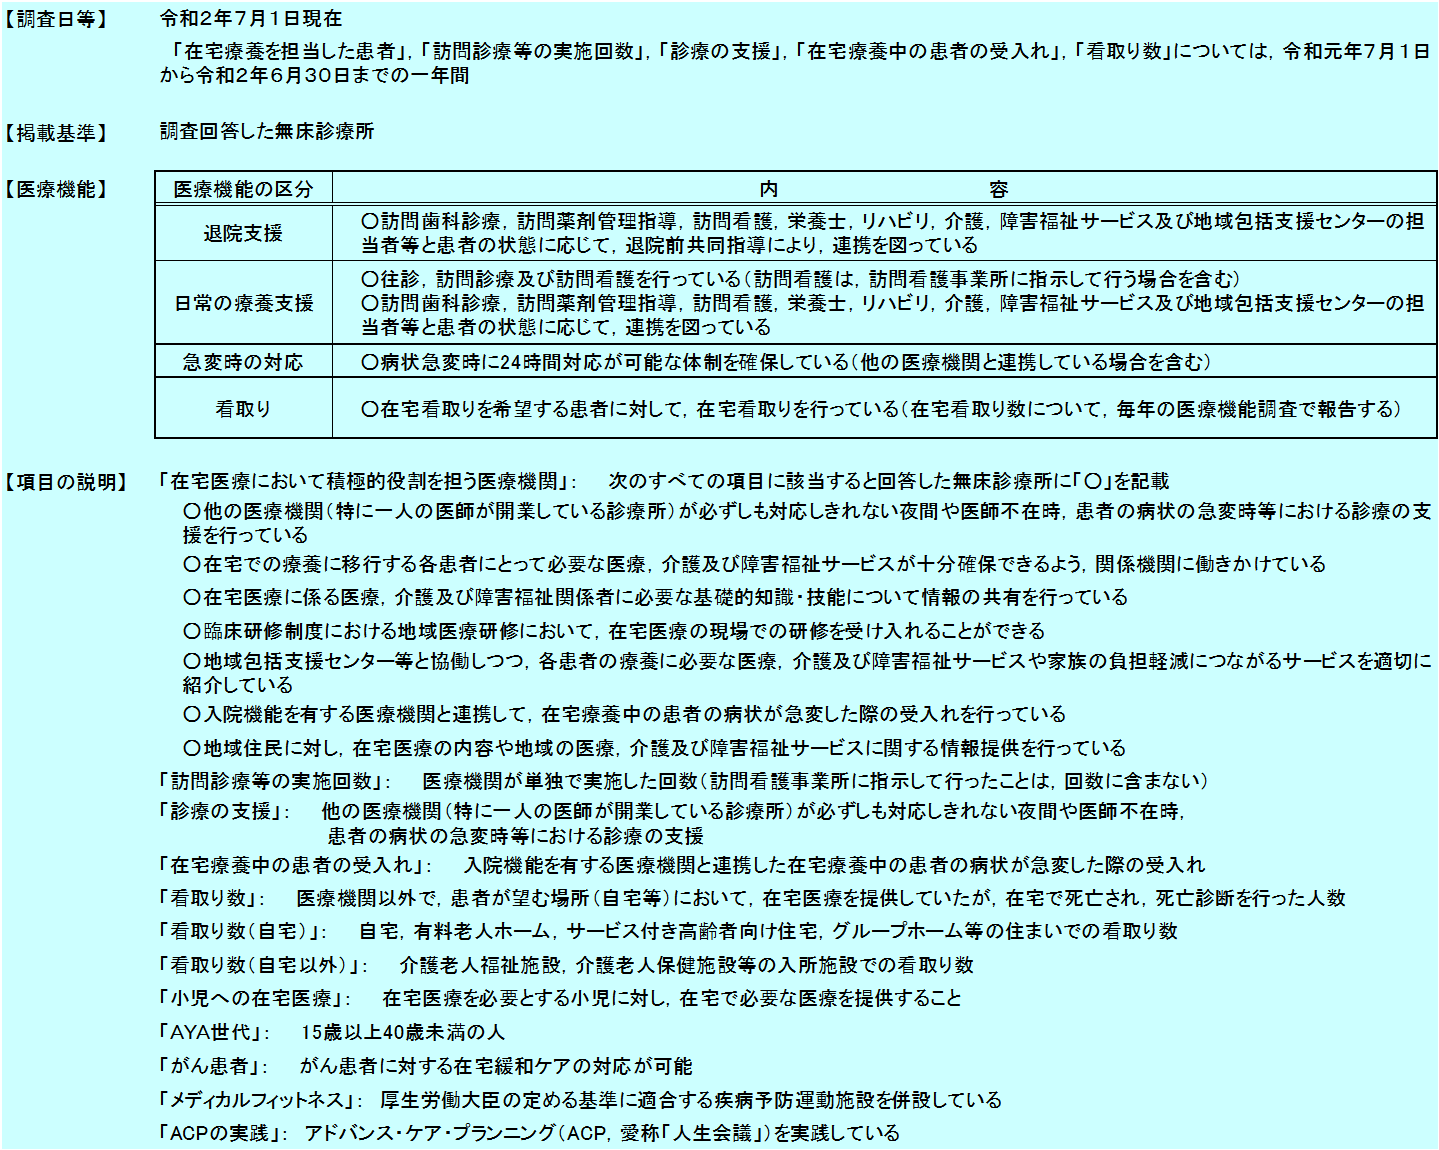 【調査日等】 令和２年７月１日現在
「在宅療養を担当した患者」，「訪問診療等の実施回数」，「診療の支援」，「在宅療養中の患者の受入れ」，「看取り数」については，令和元年７月１日
から令和２年６月３０日までの一年間
【掲載基準】 調査回答した無床診療所
【医療機能】 医療機能の区分 内 容
退院支援
〇訪問歯科診療，訪問薬剤管理指導，訪問看護，栄養士，リハビリ，介護，障害福祉サービス及び地域包括支援センターの担
当者等と患者の状態に応じて，退院前共同指導により，連携を図っている
日常の療養支援
〇往診，訪問診療及び訪問看護を行っている（訪問看護は，訪問看護事業所に指示して行う場合を含む）
〇訪問歯科診療，訪問薬剤管理指導，訪問看護，栄養士，リハビリ，介護，障害福祉サービス及び地域包括支援センターの担
当者等と患者の状態に応じて，連携を図っている
急変時の対応 〇病状急変時に24時間対応が可能な体制を確保している（他の医療機関と連携している場合を含む）
看取り 〇在宅看取りを希望する患者に対して，在宅看取りを行っている（在宅看取り数について，毎年の医療機能調査で報告する）
【項目の説明】 「在宅医療において積極的役割を担う医療機関」： 次のすべての項目に該当すると回答した無床診療所に「〇」を記載
〇他の医療機関（特に一人の医師が開業している診療所）が必ずしも対応しきれない夜間や医師不在時，患者の病状の急変時等における診療の支
援を行っている
〇在宅での療養に移行する各患者にとって必要な医療，介護及び障害福祉サービスが十分確保できるよう，関係機関に働きかけている
〇在宅医療に係る医療，介護及び障害福祉関係者に必要な基礎的知識・技能について情報の共有を行っている
〇臨床研修制度における地域医療研修において，在宅医療の現場での研修を受け入れることができる
〇地域包括支援センター等と協働しつつ，各患者の療養に必要な医療，介護及び障害福祉サービスや家族の負担軽減につながるサービスを適切に
紹介している
〇入院機能を有する医療機関と連携して，在宅療養中の患者の病状が急変した際の受入れを行っている
〇地域住民に対し，在宅医療の内容や地域の医療，介護及び障害福祉サービスに関する情報提供を行っている
「訪問診療等の実施回数」： 医療機関が単独で実施した回数（訪問看護事業所に指示して行ったことは，回数に含まない）
「診療の支援」： 他の医療機関（特に一人の医師が開業している診療所）が必ずしも対応しきれない夜間や医師不在時，
患者の病状の急変時等における診療の支援
「在宅療養中の患者の受入れ」： 入院機能を有する医療機関と連携した在宅療養中の患者の病状が急変した際の受入れ
「看取り数」： 医療機関以外で，患者が望む場所（自宅等）において，在宅医療を提供していたが，在宅で死亡され，死亡診断を行った人数
「看取り数（自宅）」： 自宅，有料老人ホーム，サービス付き高齢者向け住宅，グループホーム等の住まいでの看取り数
「看取り数（自宅以外）」： 介護老人福祉施設，介護老人保健施設等の入所施設での看取り数
「小児への在宅医療」： 在宅医療を必要とする小児に対し，在宅で必要な医療を提供すること
「ＡＹＡ世代」： 15歳以上40歳未満の人
「がん患者」： がん患者に対する在宅緩和ケアの対応が可能
「メディカルフィットネス」： 厚生労働大臣の定める基準に適合する疾病予防運動施設を併設している
「ACPの実践」： アドバンス・ケア・プランニング（ACP，愛称「人生会議」）を実践している